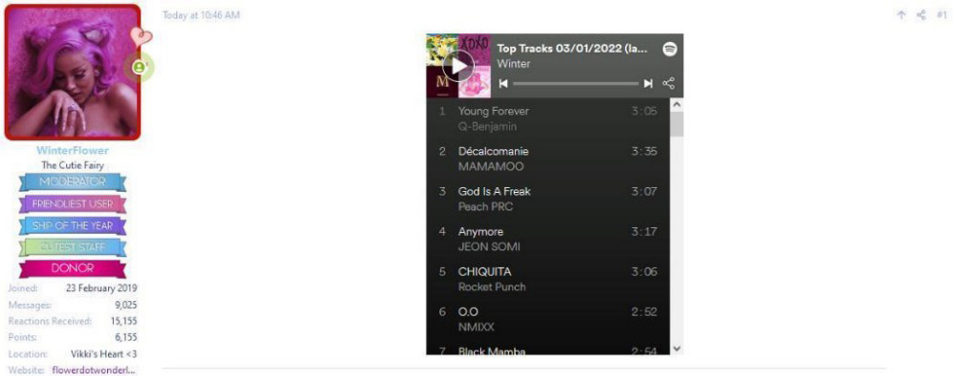 Today at 10:46 AM
#1
XOXO
M
Top Tracks 03/01/2022 (la...
Winter
1 Young Forever 3:05
Q-Benjamin
2 Décalcomanie 3:35
MAMAMOO
3 God Is A Freak 3:07
Peach PRC
4 Anymore 3:17
JEON SOMI
5 CHIQUITA 3:06
Rocket Punch
6 O.O 2:52
NMIXX
7 Black Mamba 2:54
WinterFlower
The Cutie Fairy
MODERATOR
FRIENDLIEST USER
SHIP OF THE YEAR
CUTEST STAFF
DONOR
Joined: 23 February 2019
Messages: 9,025
Reactions Received: 15,155
Points: 6,155
Location: Vikki's Heart <3
Website: flowerdotwonderl...